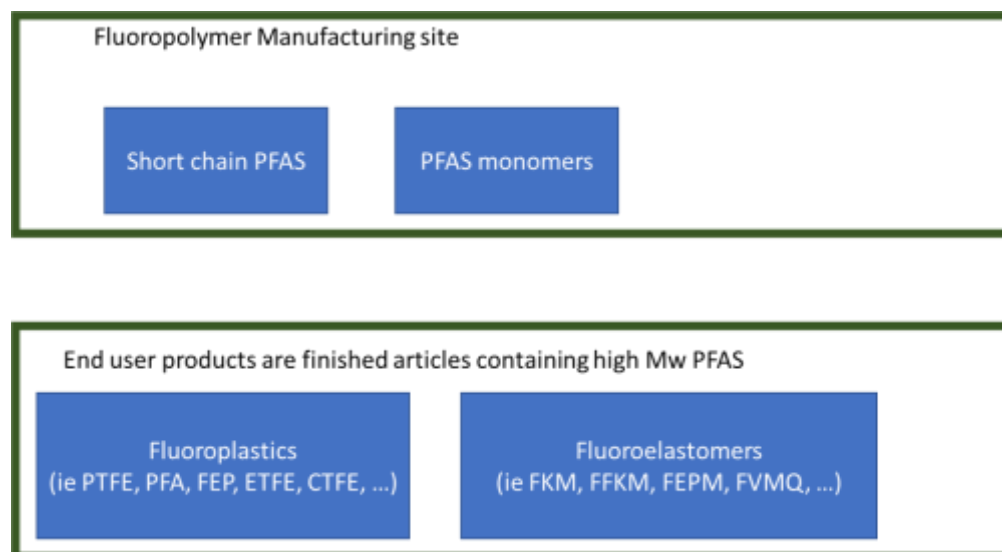 Fluoropolymer Manufacturing site
Short chain PFAS
PFAS monomers
End user products are finished articles containing high Mw PFAS
Fluoroplastics
(ie PTFE, PFA, FEP, ETFE, CTFE, ...)
Fluoroelastomers
(ie FKM, FFKM, FEPM, FVMQ, ...)